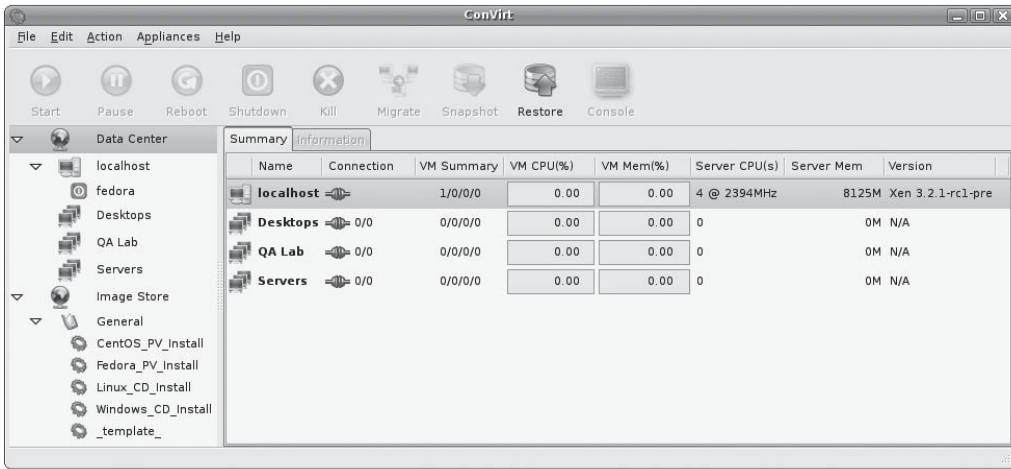 ConVirt
File Edit Action Appliances Help
Start Pause Reboot Shutdown Kill Migrate Snapshot Restore Console
Data Center
localhost
fedora
Desktops
QA Lab
Servers
Image Store
General
CentOS_PV_Install
Fedora_PV_Install
Linux_CD_Install
Windows_CD_Install
_template_
Summary Information
Name Connection VM Summary VM CPU(%) VM Mem(%) Server CPU(s) Server Mem Version
localhost 1/0/0/0 0.00 0.00 4 @ 2394MHz 8125M Xen 3.2.1-rc1-pre
Desktops 0/0 0/0/0/0 0.00 0.00 0 0M N/A
QA Lab 0/0 0/0/0/0 0.00 0.00 0 0M N/A
Servers 0/0 0/0/0/0 0.00 0.00 0 0M N/A